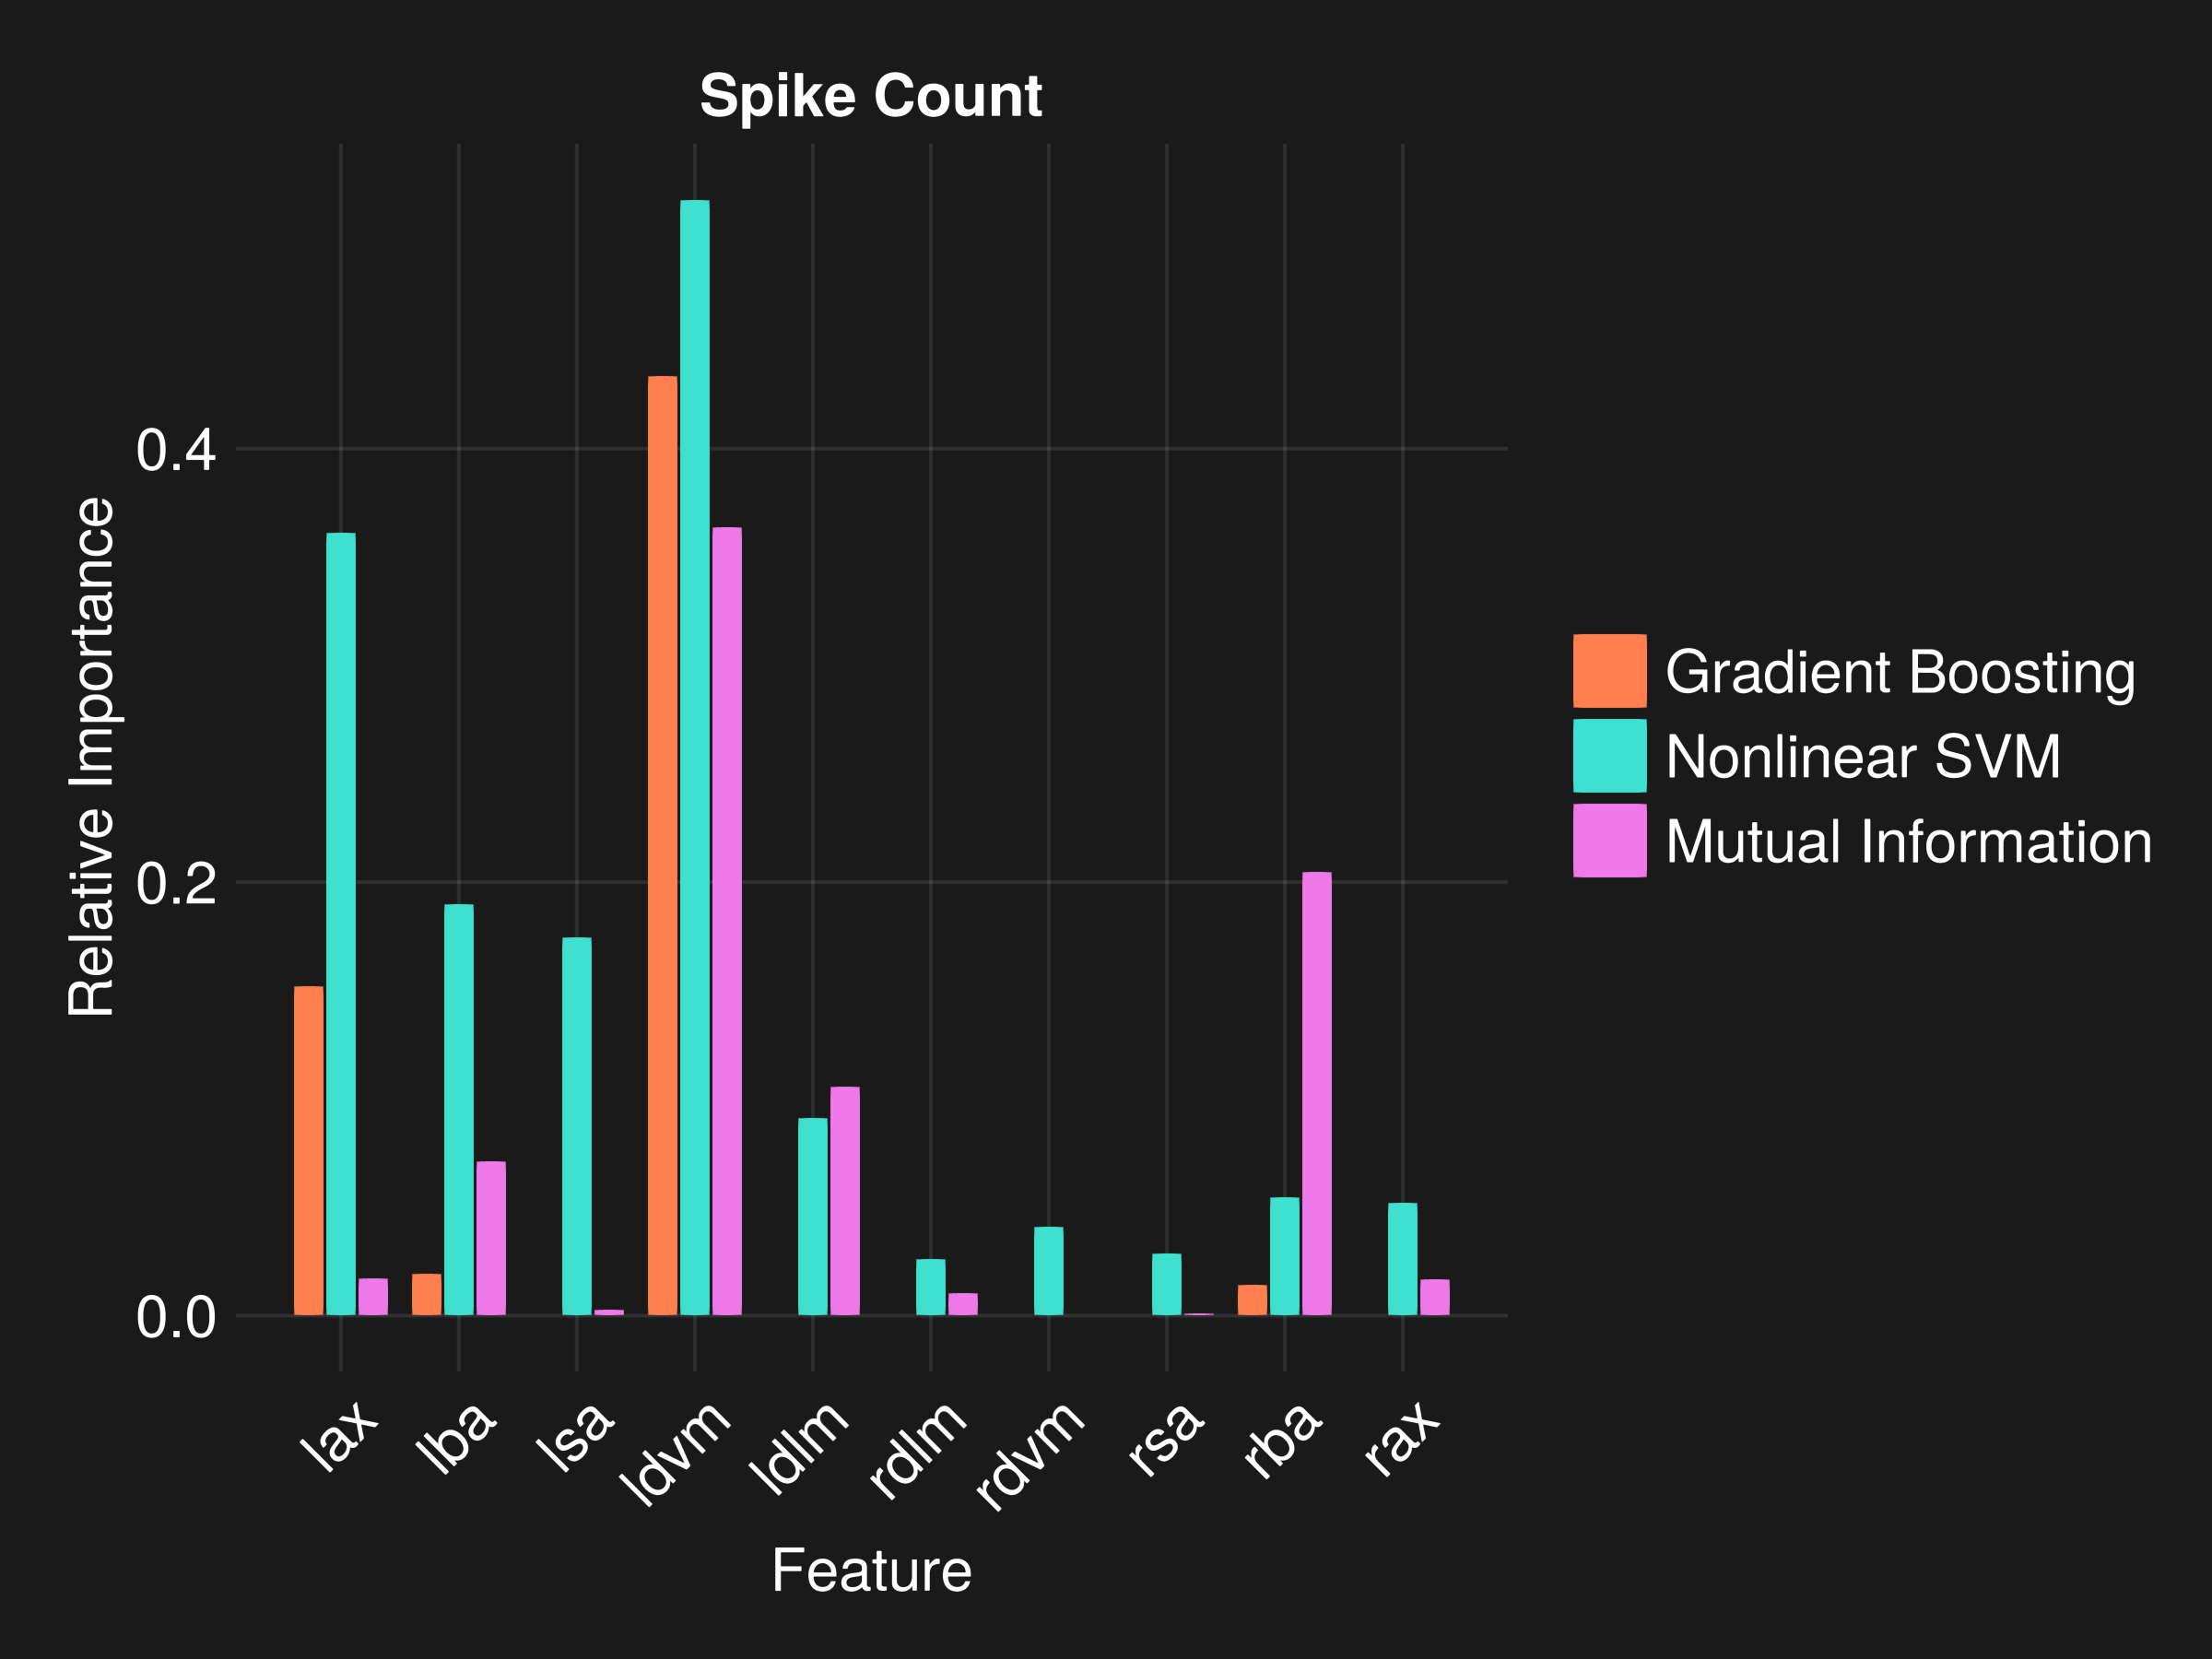 Spike Count
Relative Importance
0.4
0.2
0.0
lax
lba
lsa
ldvm
ldlm
rdlm
rdvm
rsa
rba
rax
Feature
Gradient Boosting
Nonlinear SVM
Mutual Information